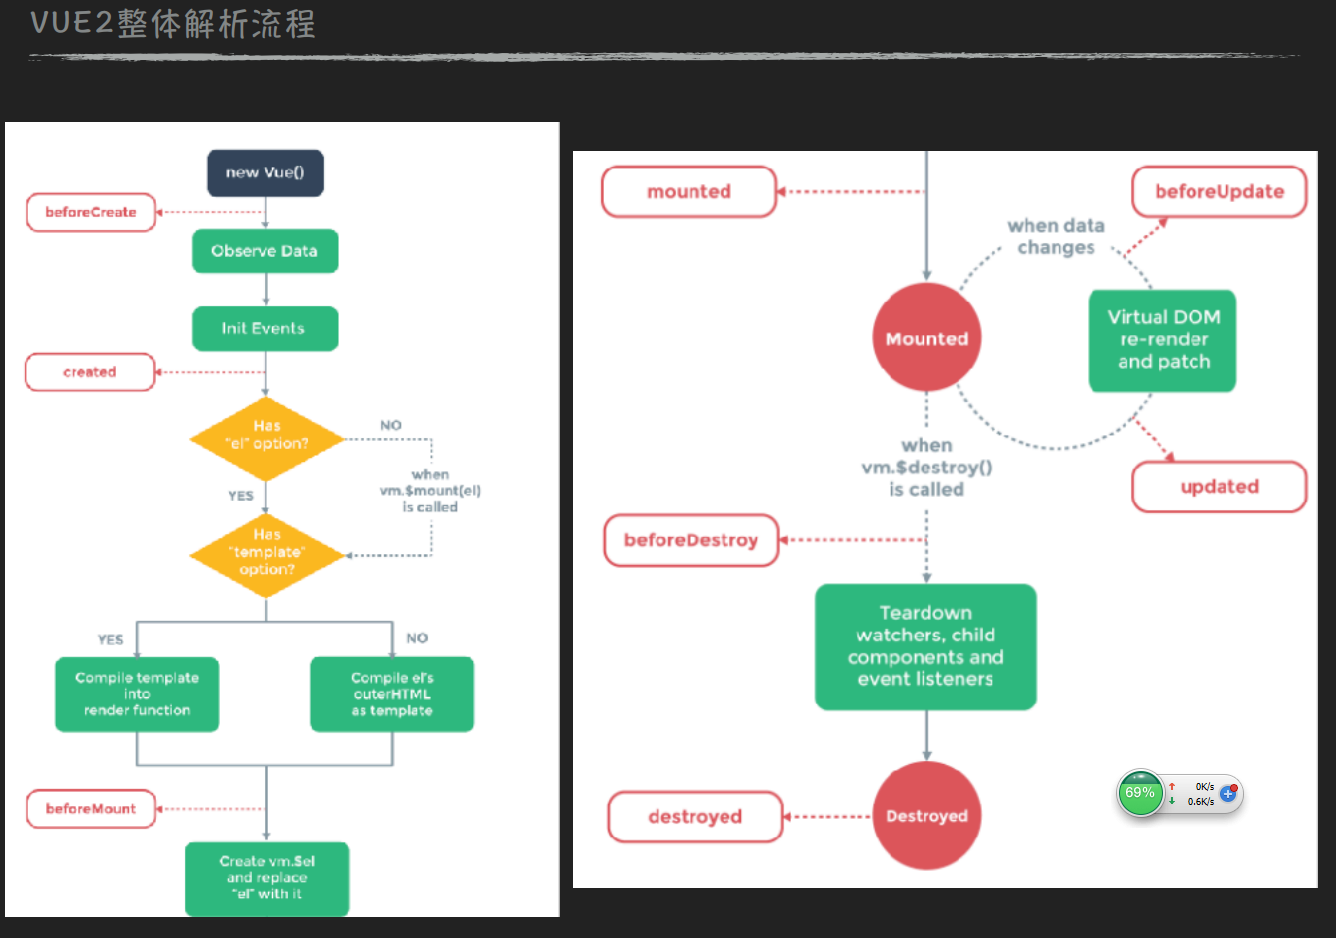 VUE2整体解析流程
new Vue()
beforeCreate
Observe Data
Init Events
created
Has
"el" option?
NO
when
vm.$mount(el)
is called
YES
Has
"template"
option?
YES
NO
Compile template
into
render function
Compile el's
outerHTML
as template
beforeMount
Create vm.$el
and replace
"el" with it
mounted
beforeUpdate
when data
changes
Mounted
Virtual DOM
re-render
and patch
when
vm.$destroy()
is called
updated
beforeDestroy
Teardown
watchers, child
components and
event listeners
69%
0K/s
0.6K/s
destroyed
Destroyed